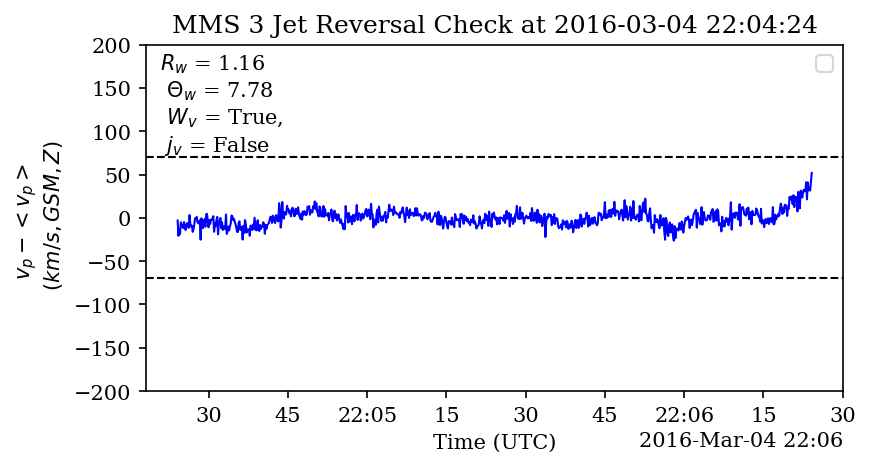 MMS 3 Jet Reversal Check at 2016-03-04 22:04:24
R_w = 1.16
Θ_w = 7.78
W_v = True,
j_v = False
v_p − < v_p >
(km/s, GSM, Z)
200
150
100
50
0
−50
−100
−150
−200
30 45 22:05 15 30 45 22:06 15 30
Time (UTC)
2016-Mar-04 22:06